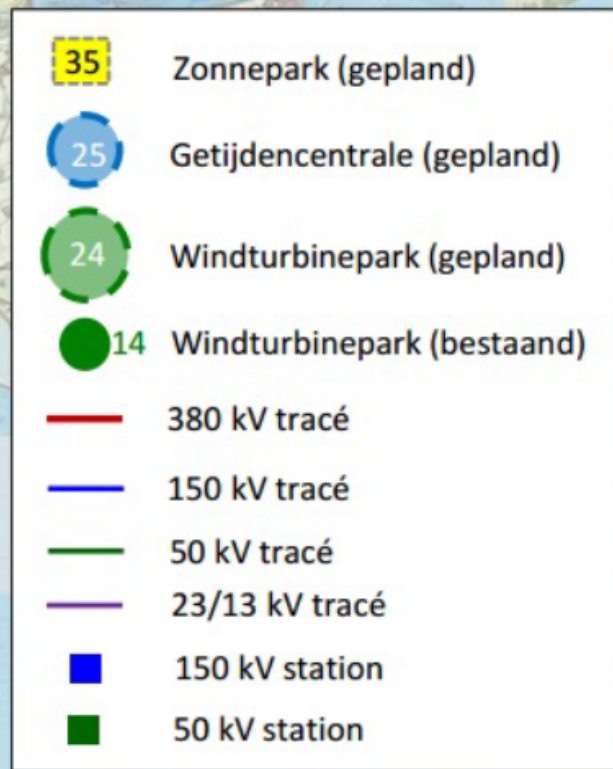 35 Zonnepark (gepland)
25 Getijdencentrale (gepland)
24 Windturbinepark (gepland)
14 Windturbinepark (bestaand)
380 kV tracé
150 kV tracé
50 kV tracé
23/13 kV tracé
150 kV station
50 kV station